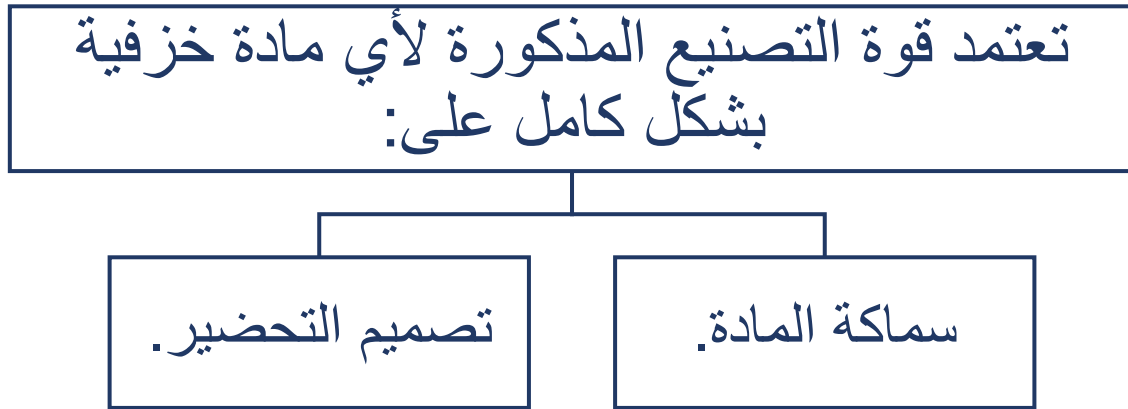 تعتمد قوة التصنيع المذكورة لأي مادة خزفية
بشكل كامل على:
سماكة المادة.
تصميم التحضير.